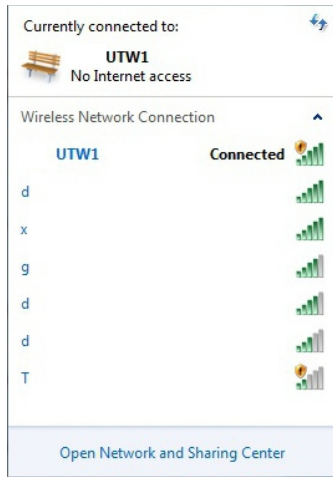 Currently connected to:
UTW1
No Internet access
Wireless Network Connection
UTW1 Connected
d
x
g
d
d
T
Open Network and Sharing Center